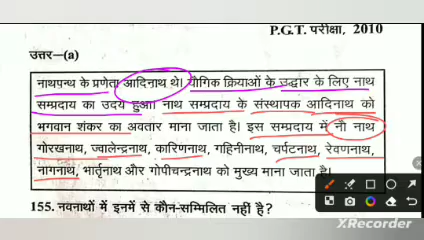 P.G.T. परीक्षा, 2010
उत्तर–(a)
नाथपन्थ के प्रणेता आदिनाथ थे। यौगिक क्रियाओं के उद्धार के लिए नाथ
सम्प्रदाय का उदय हुआ। नाथ सम्प्रदाय के संस्थापक आदिनाथ को
भगवान शंकर का अवतार माना जाता है। इस सम्प्रदाय में नौ नाथ
गोरखनाथ, ज्वालेन्द्रनाथ, कारिणनाथ, गहिनीनाथ, चर्पटनाथ, रेवणनाथ,
नागनाथ, भार्तृनाथ और गोपीचन्द्रनाथ को मुख्य माना जाता है।
155. नवनाथों में इनमें से कौन-सम्मिलित नहीं है?
XRecorder